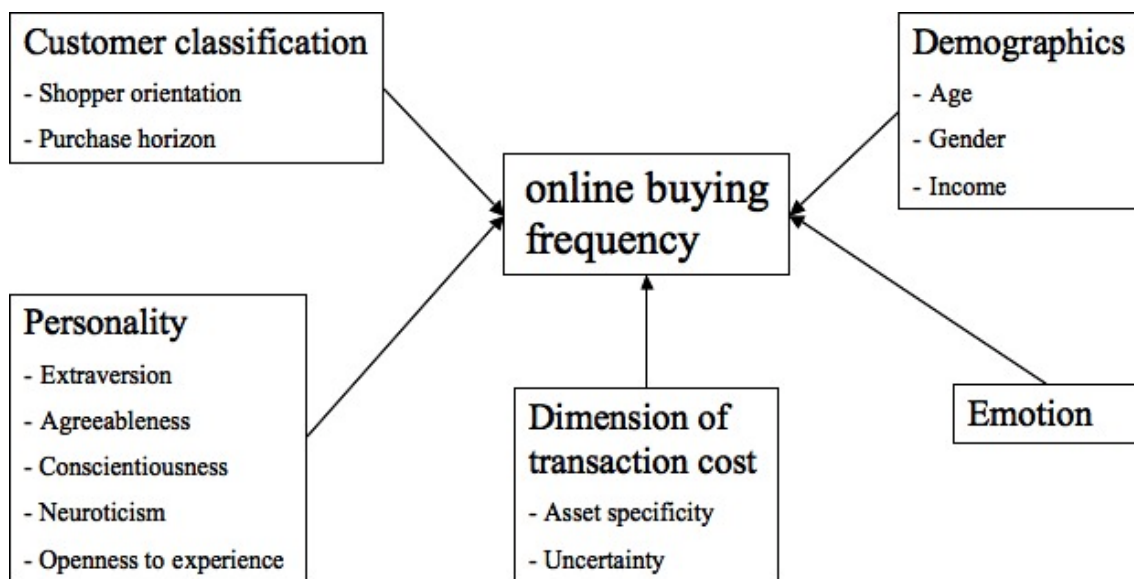 Customer classification
- Shopper orientation
- Purchase horizon
Demographics
- Age
- Gender
- Income
online buying
frequency
Personality
- Extraversion
- Agreeableness
- Conscientiousness
- Neuroticism
- Openness to experience
Dimension of
transaction cost
- Asset specificity
- Uncertainty
Emotion